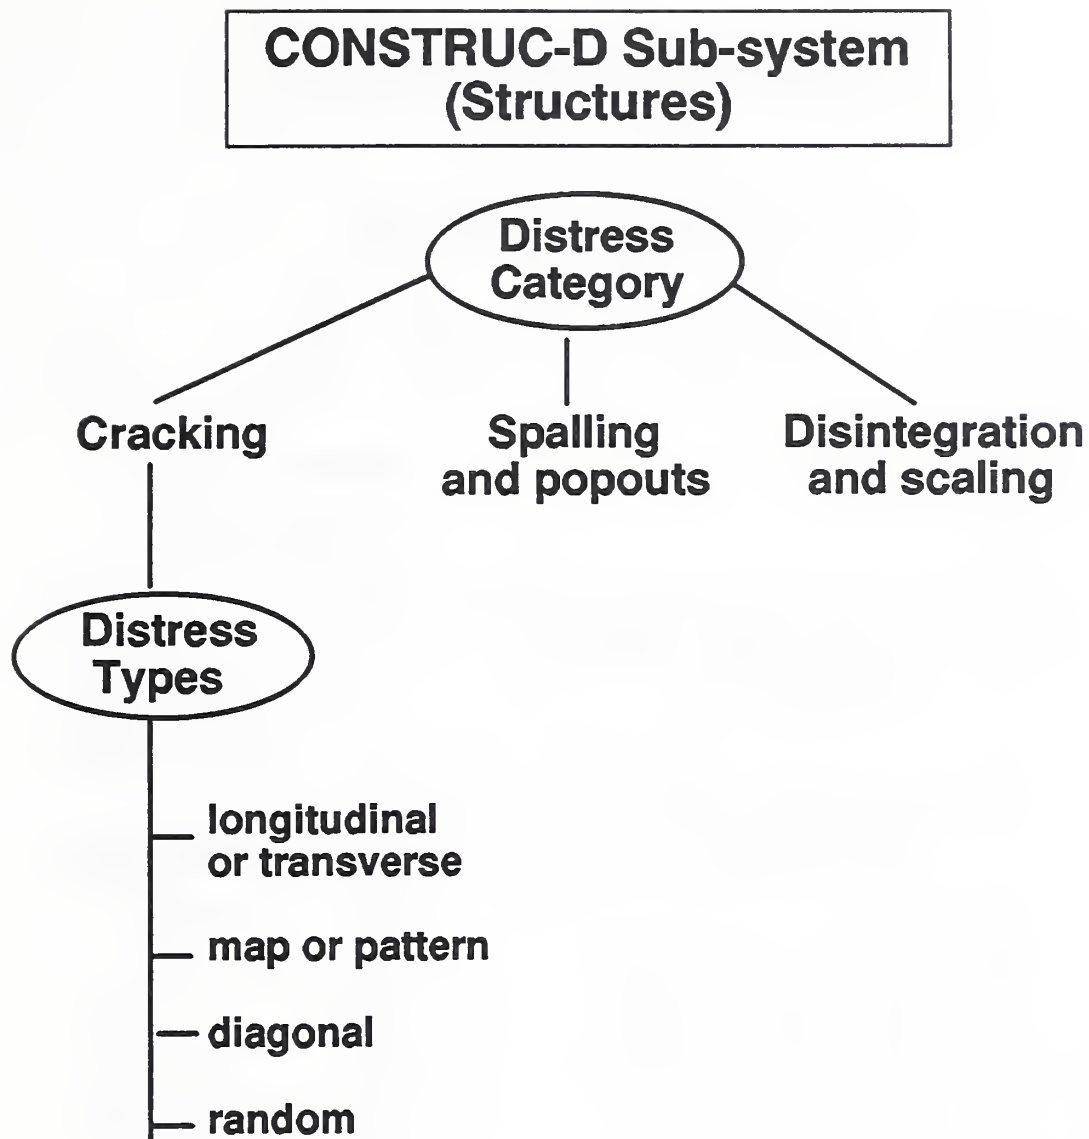 CONSTRUC-D Sub-system
(Structures)
Distress
Category
Cracking
Spalling
and popouts
Disintegration
and scaling
Distress
Types
longitudinal
or transverse
map or pattern
diagonal
random